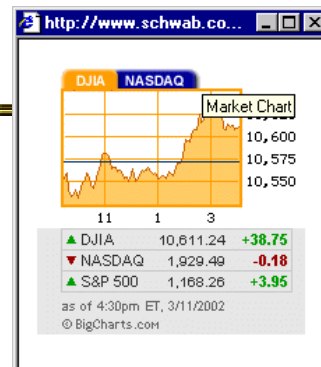 http://www.schwab.co...
DJIA NASDAQ
Market Chart
10,600
10,575
10,550
11 1 3
▲ DJIA 10,611.24 +38.75
▼ NASDAQ 1,929.49 -0.18
▲ S&P 500 1,168.26 +3.95
as of 4:30pm ET, 3/11/2002
© BigCharts.com